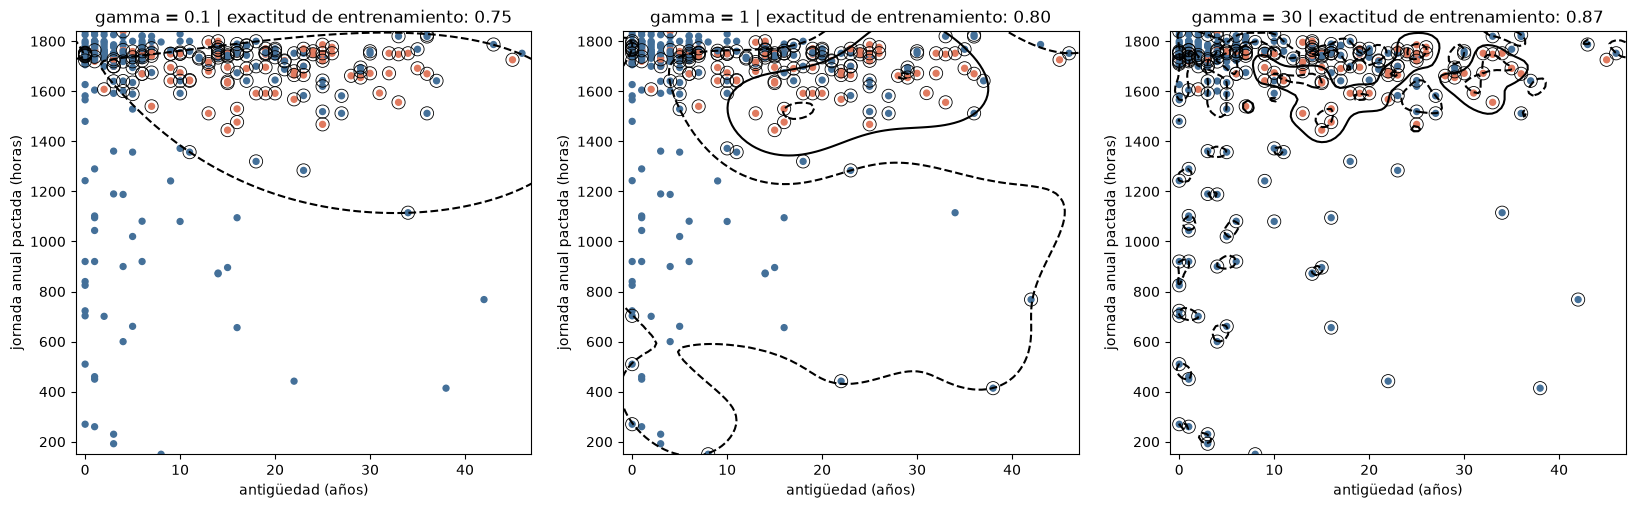 gamma = 0.1 | exactitud de entrenamiento: 0.75
1800
1600
1400
1200
1000
800
600
400
200
jornada anual pactada (horas)
0 10 20 30 40
antigüedad (años)
gamma = 1 | exactitud de entrenamiento: 0.80
1800
1600
1400
1200
1000
800
600
400
200
jornada anual pactada (horas)
0 10 20 30 40
antigüedad (años)
gamma = 30 | exactitud de entrenamiento: 0.87
1800
1600
1400
1200
1000
800
600
400
200
jornada anual pactada (horas)
0 10 20 30 40
antigüedad (años)